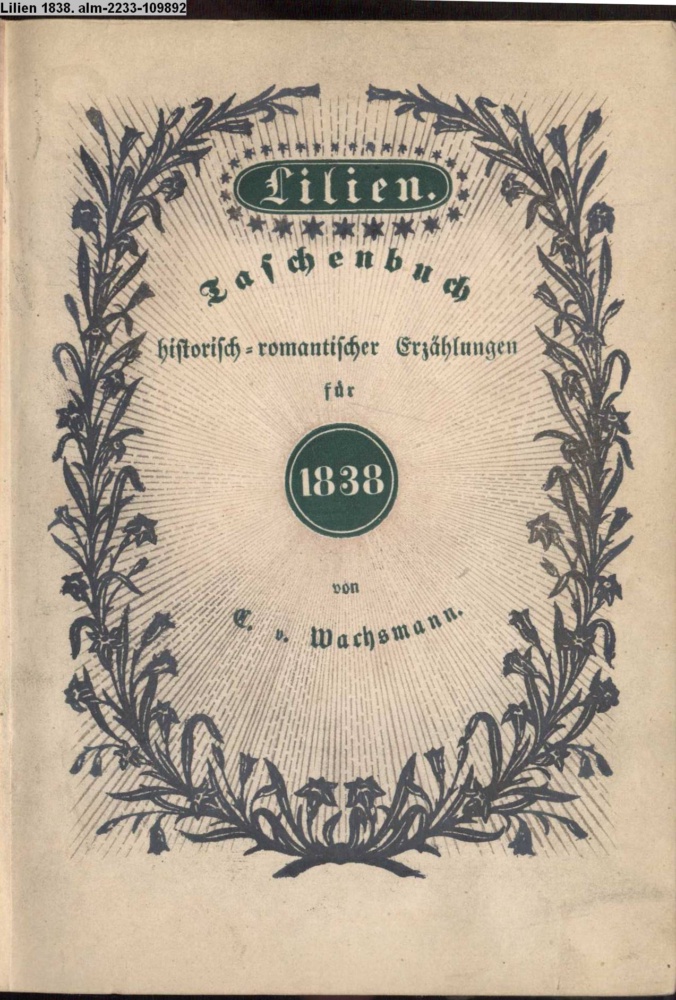 Lilien 1838. alm-2233-109892
Lilien.
Taſchenbuch
hiſtoriſch-romantiſcher Erzählungen
für
1838
von
C. v. Wachsmann.